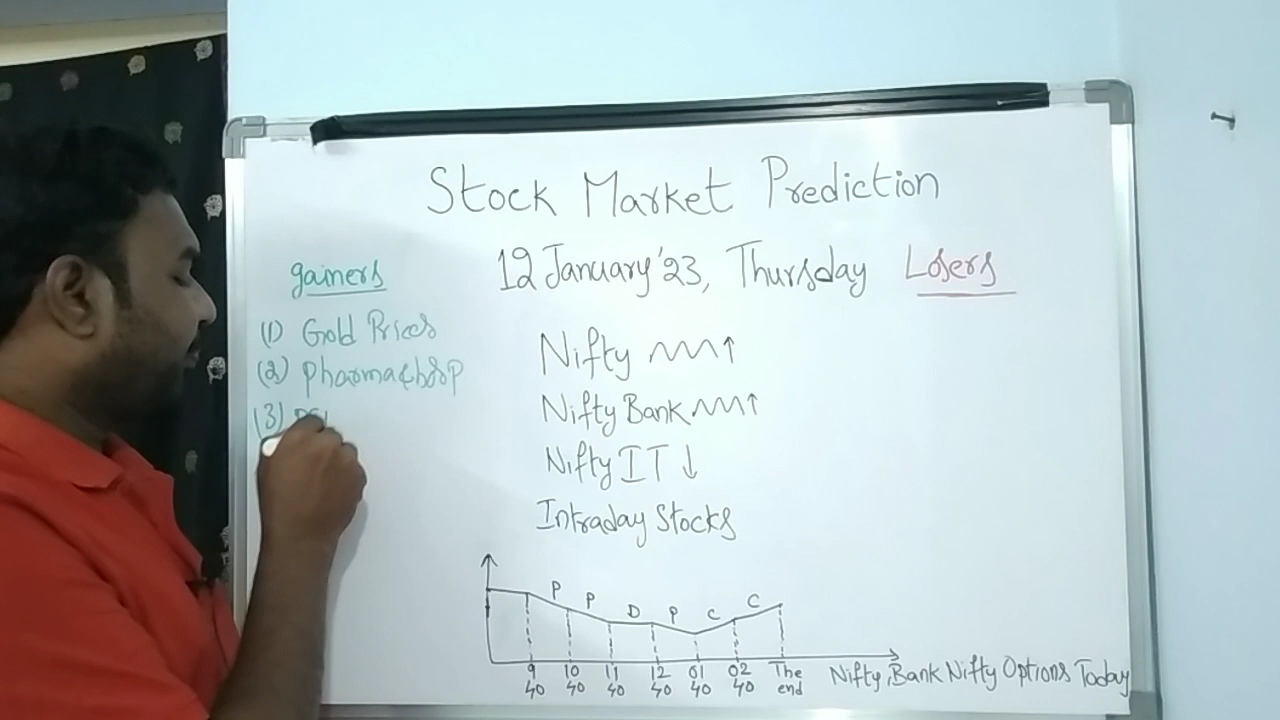 Stock Market Prediction
12 January '23, Thursday
gainers
(1) Gold Prices
(2) Pharma & hosp
(3)
Losers
Nifty ↑
Nifty Bank ↑
Nifty IT ↓
Intraday Stocks
P P D P C C
9 40 10 40 11 40 12 40 01 40 02 40 The end
Nifty, Bank Nifty Options Today